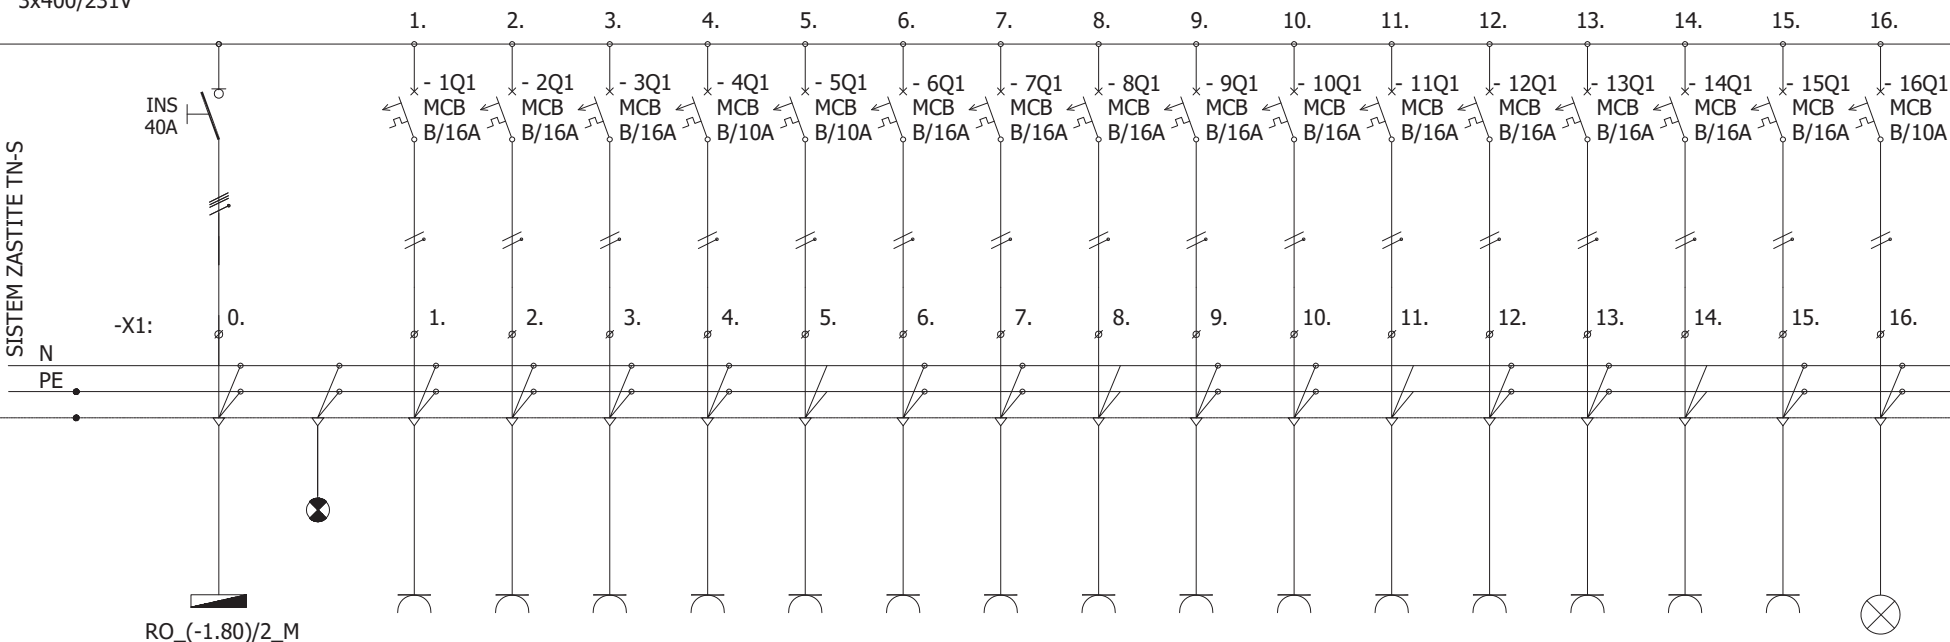 3x400/231V
1. 2. 3. 4. 5. 6. 7. 8. 9. 10. 11. 12. 13. 14. 15. 16.
INS
40A
- 1Q1
MCB
B/16A
- 2Q1
MCB
B/16A
- 3Q1
MCB
B/16A
- 4Q1
MCB
B/10A
- 5Q1
MCB
B/10A
- 6Q1
MCB
B/16A
- 7Q1
MCB
B/16A
- 8Q1
MCB
B/16A
- 9Q1
MCB
B/16A
- 10Q1
MCB
B/16A
- 11Q1
MCB
B/16A
- 12Q1
MCB
B/16A
- 13Q1
MCB
B/16A
- 14Q1
MCB
B/16A
- 15Q1
MCB
B/16A
- 16Q1
MCB
B/10A
SISTEM ZASTITE TN-S
-X1: 0. 1. 2. 3. 4. 5. 6. 7. 8. 9. 10. 11. 12. 13. 14. 15. 16.
N
PE
RO_(-1.80)/2_M